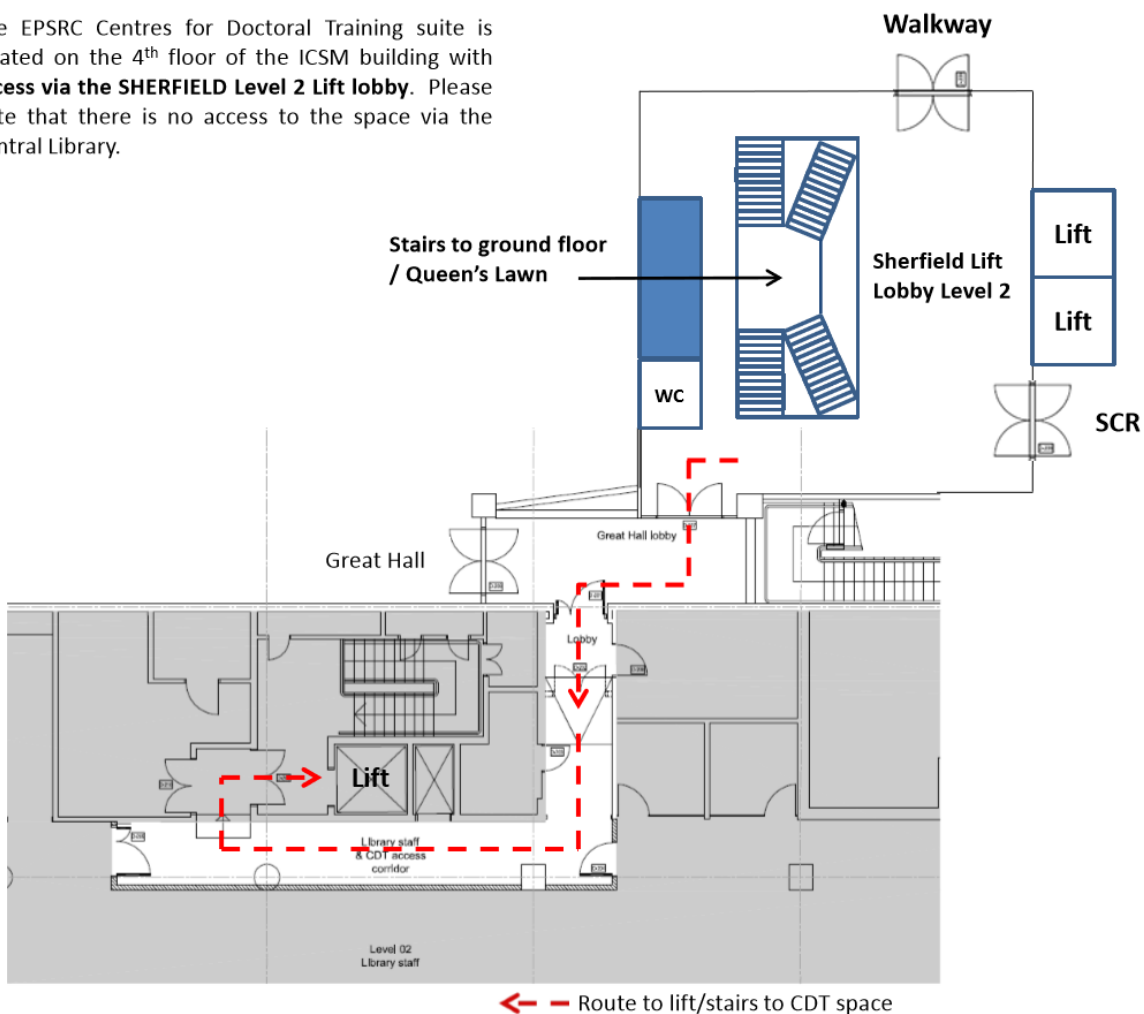 e EPSRC Centres for Doctoral Training suite is
ated on the 4th floor of the ICSM building with
cess via the SHERFIELD Level 2 Lift lobby. Please
te that there is no access to the space via the
ntral Library.
Walkway
Lift
Stairs to ground floor
/ Queen’s Lawn
Sherfield Lift
Lobby Level 2
Lift
WC
SCR
Great Hall lobby
Great Hall
Lobby
Lift
Library staff
& CDT access
corridor
Level 02
Library staff
Route to lift/stairs to CDT space